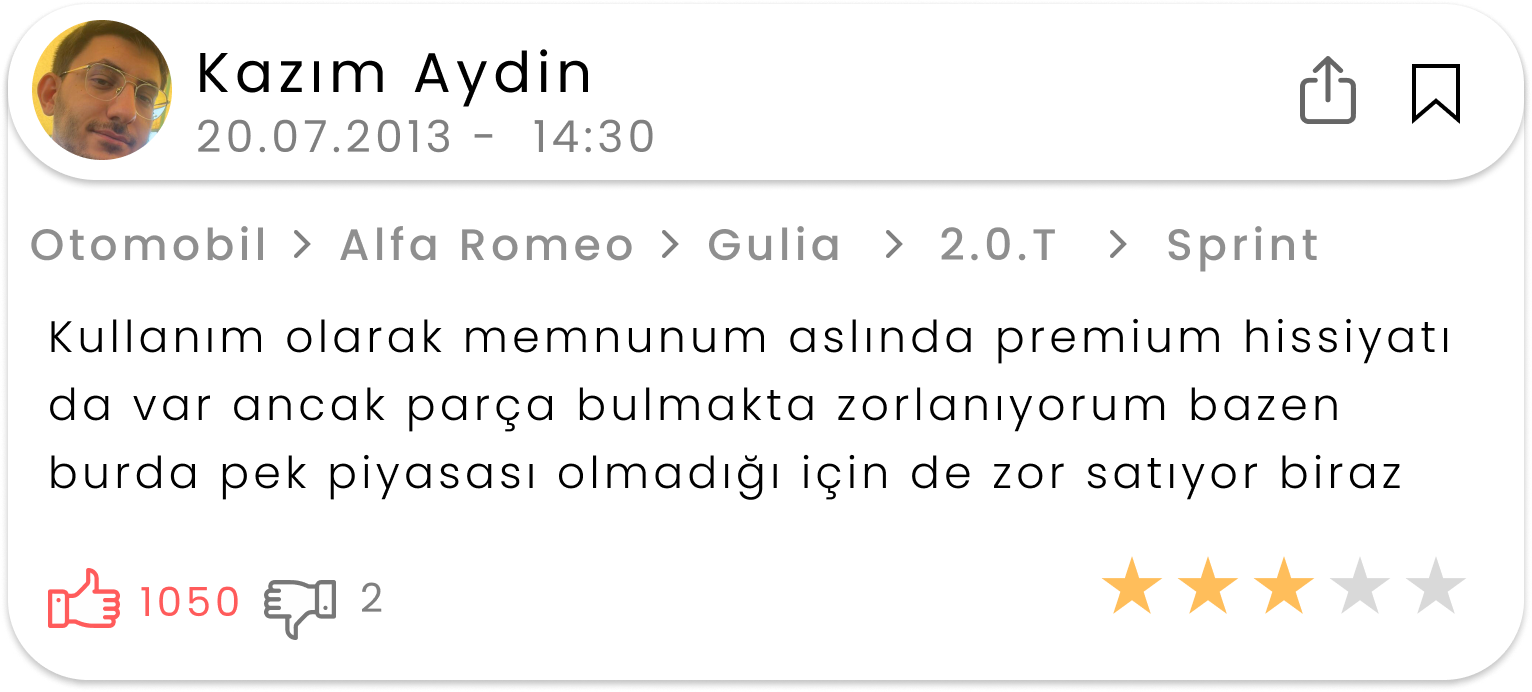 Kazım Aydin
20.07.2013 - 14:30
Otomobil > Alfa Romeo > Gulia > 2.0.T > Sprint
Kullanım olarak memnunum aslında premium hissiyatı
da var ancak parça bulmakta zorlanıyorum bazen
burda pek piyasası olmadığı için de zor satıyor biraz
1050 2